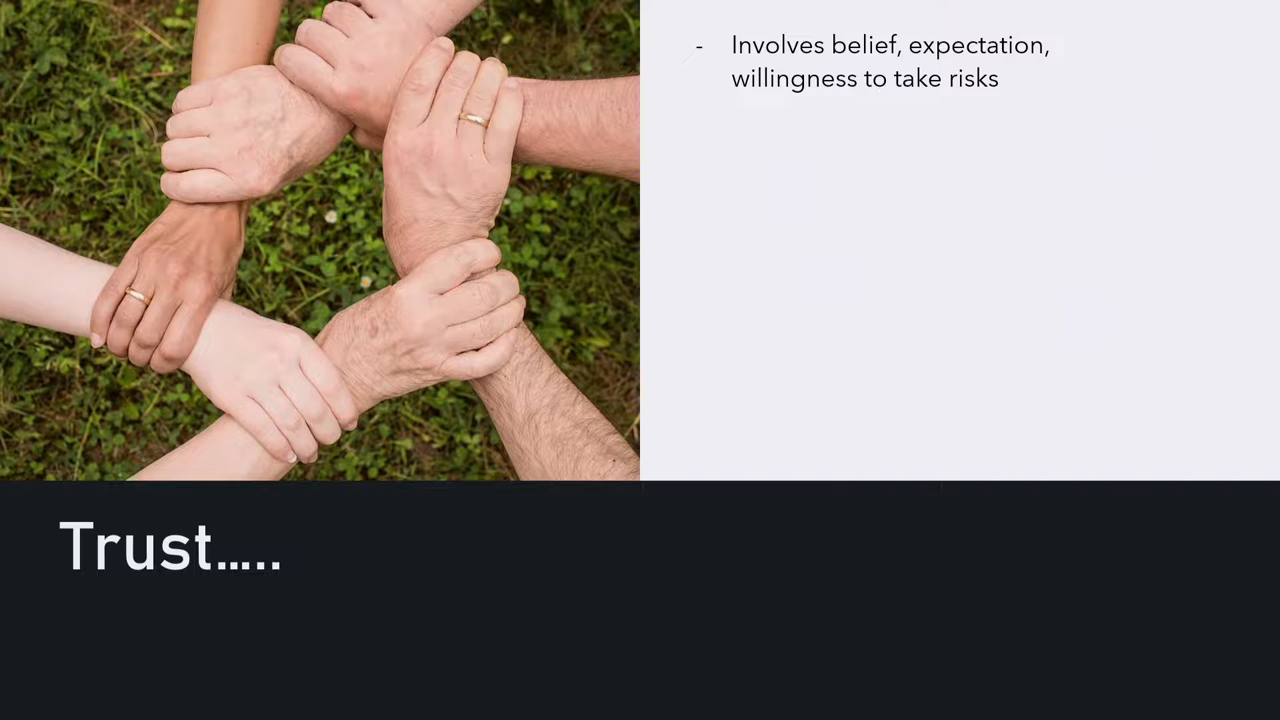 - Involves belief, expectation,
willingness to take risks
Trust.....